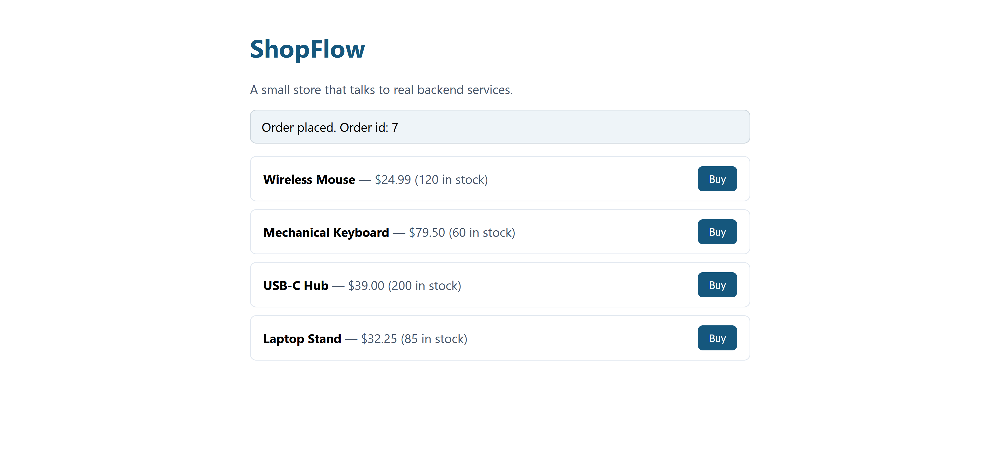 ShopFlow
A small store that talks to real backend services.
Order placed. Order id: 7
Wireless Mouse — $24.99 (120 in stock)
Buy
Mechanical Keyboard — $79.50 (60 in stock)
Buy
USB-C Hub — $39.00 (200 in stock)
Buy
Laptop Stand — $32.25 (85 in stock)
Buy